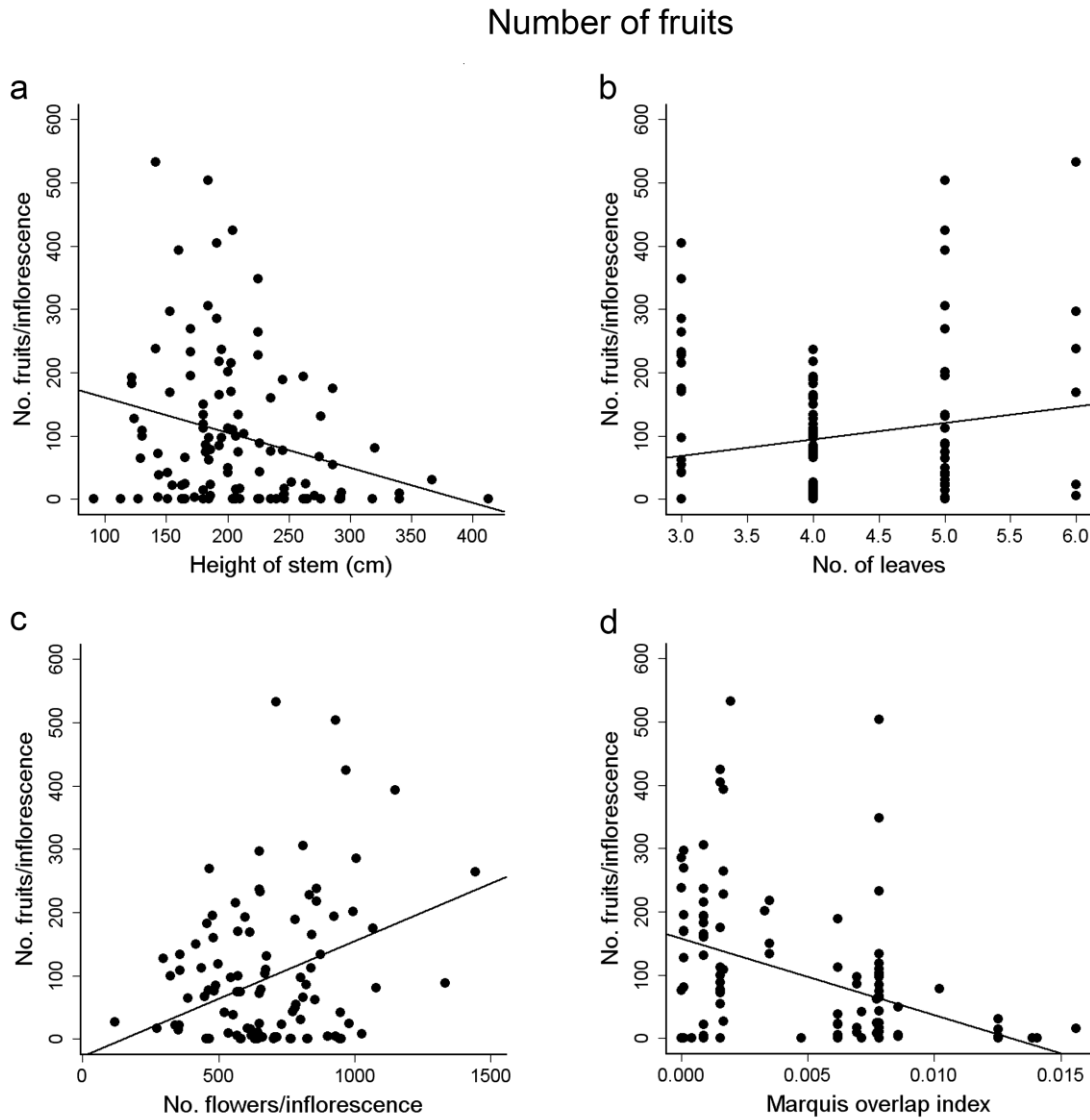 Number of fruits
a
No. fruits/inflorescence
600
500
400
300
200
100
0
100 150 200 250 300 350 400
Height of stem (cm)
b
No. fruits/inflorescence
600
500
400
300
200
100
0
3.0 3.5 4.0 4.5 5.0 5.5 6.0
No. of leaves
c
No. fruits/inflorescence
600
500
400
300
200
100
0
0 500 1000 1500
No. flowers/inflorescence
d
No. fruits/inflorescence
600
500
400
300
200
100
0
0.000 0.005 0.010 0.015
Marquis overlap index